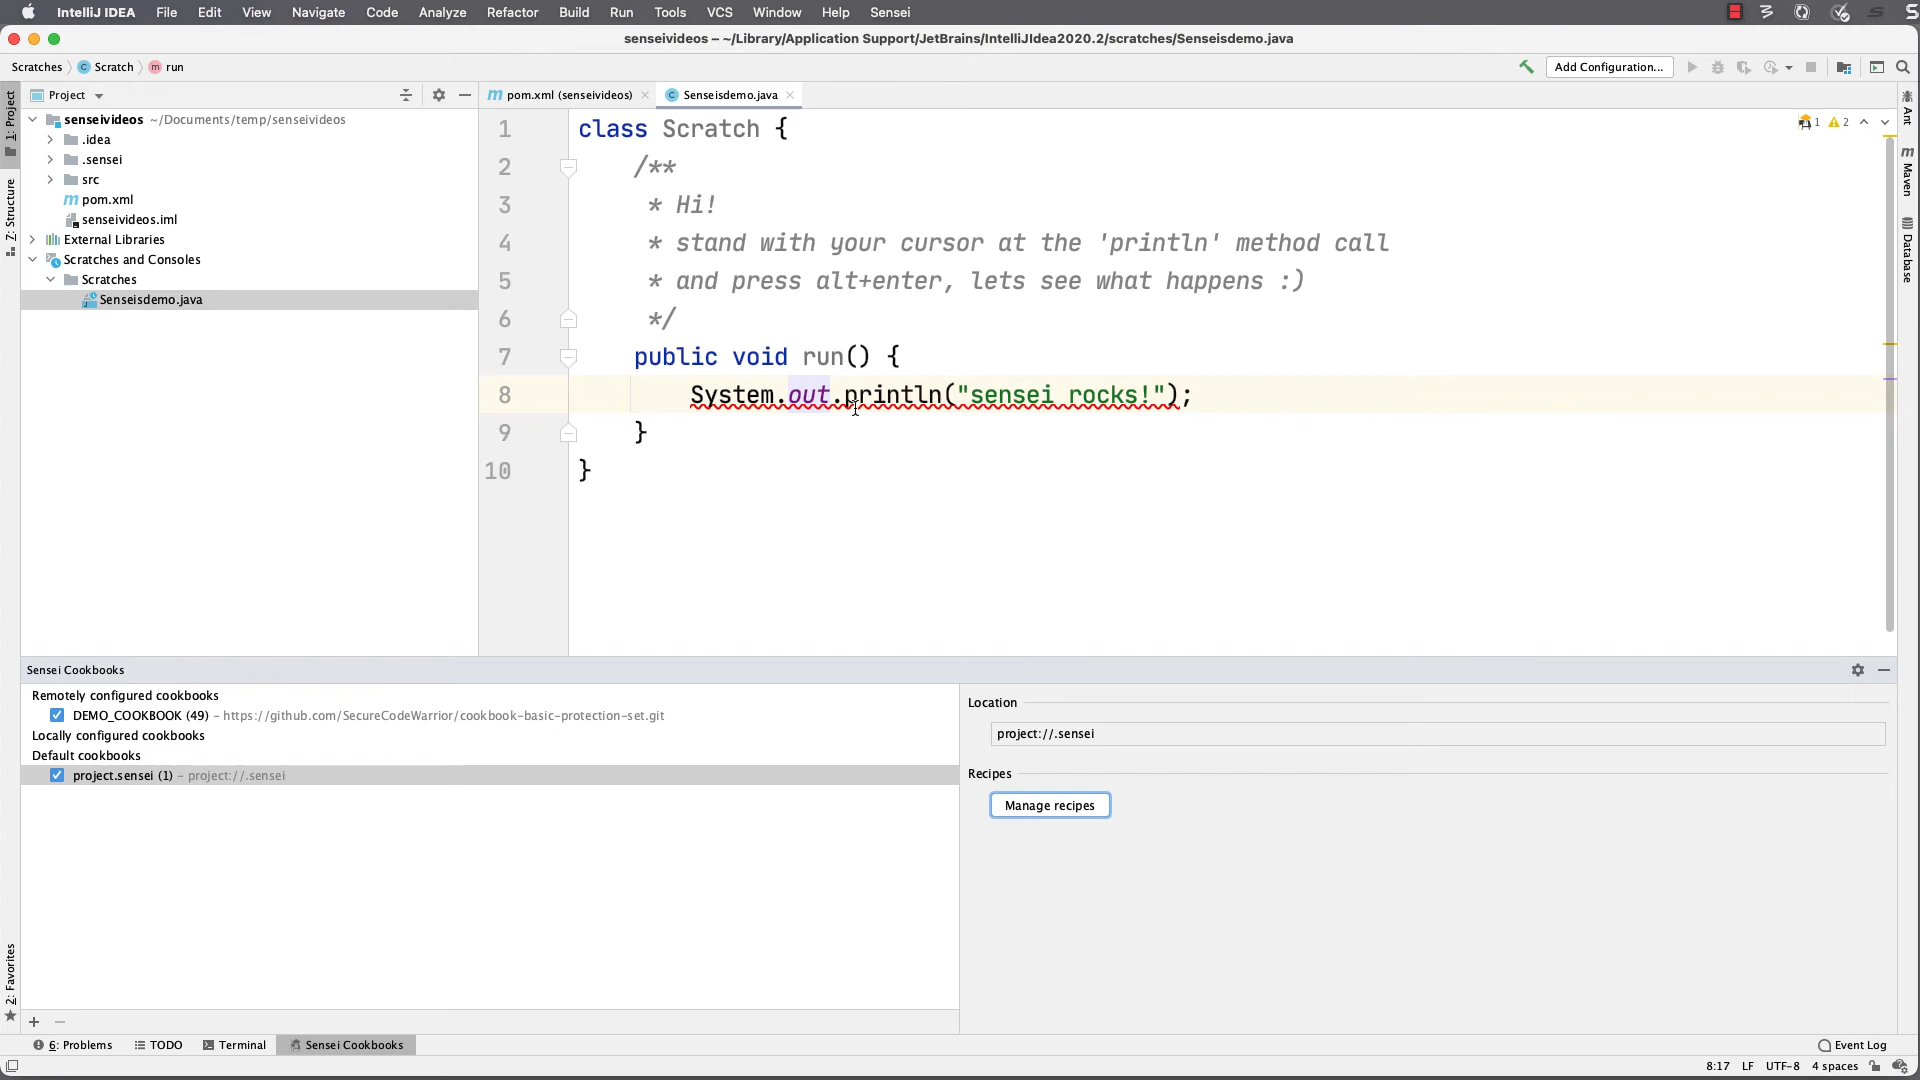 IntelliJ IDEA File Edit View Navigate Code Analyze Refactor Build Run Tools VCS Window Help Sensei
senseivideos – ~/Library/Application Support/JetBrains/IntelliJIdea2020.2/scratches/Senseisdemo.java
Scratches Scratch run
Add Configuration...
Project
pom.xml (senseivideos)
Senseisdemo.java
1: Project
Z: Structure
2: Favorites
senseivideos ~/Documents/temp/senseivideos
.idea
.sensei
src
pom.xml
senseivideos.iml
External Libraries
Scratches and Consoles
Scratches
Senseisdemo.java
1 class Scratch {
2 /**
3 * Hi!
4 * stand with your cursor at the 'println' method call
5 * and press alt+enter, lets see what happens :)
6 */
7 public void run() {
8 System.out.println("sensei rocks!");
9 }
10 }
1 2
Ant
Maven
Database
Sensei Cookbooks
Remotely configured cookbooks
DEMO_COOKBOOK (49) – https://github.com/SecureCodeWarrior/cookbook-basic-protection-set.git
Locally configured cookbooks
Default cookbooks
project.sensei (1) – project://.sensei
Location
project://.sensei
Recipes
Manage recipes
6: Problems TODO Terminal Sensei Cookbooks Event Log
8:17 LF UTF-8 4 spaces